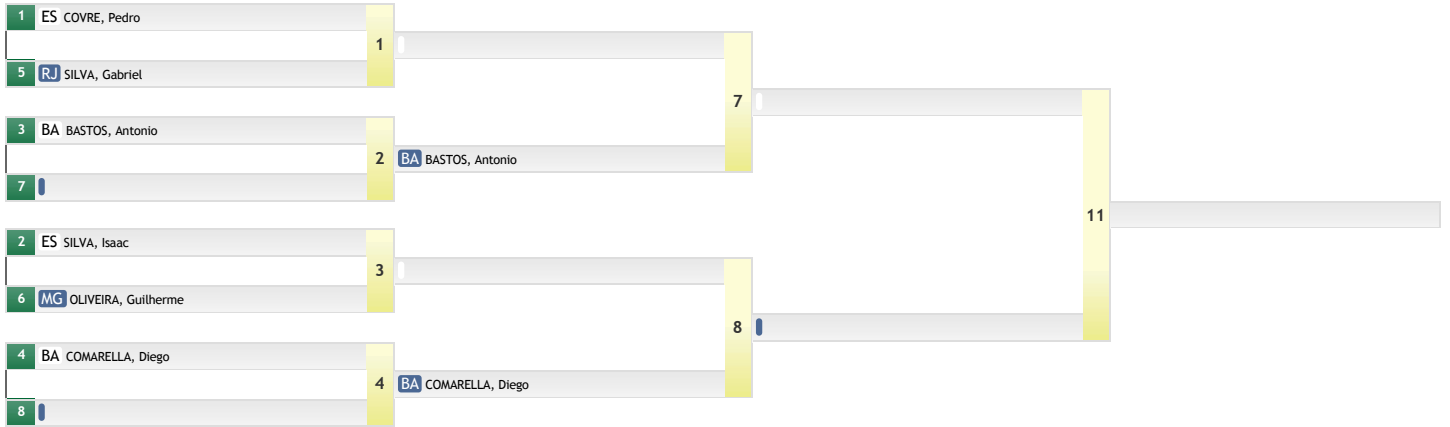 1 ES COVRE, Pedro
1
5 RJ SILVA, Gabriel
7
3 BA BASTOS, Antonio
2 BA BASTOS, Antonio
7
11
2 ES SILVA, Isaac
3
6 MG OLIVEIRA, Guilherme
8
4 BA COMARELLA, Diego
4 BA COMARELLA, Diego
8